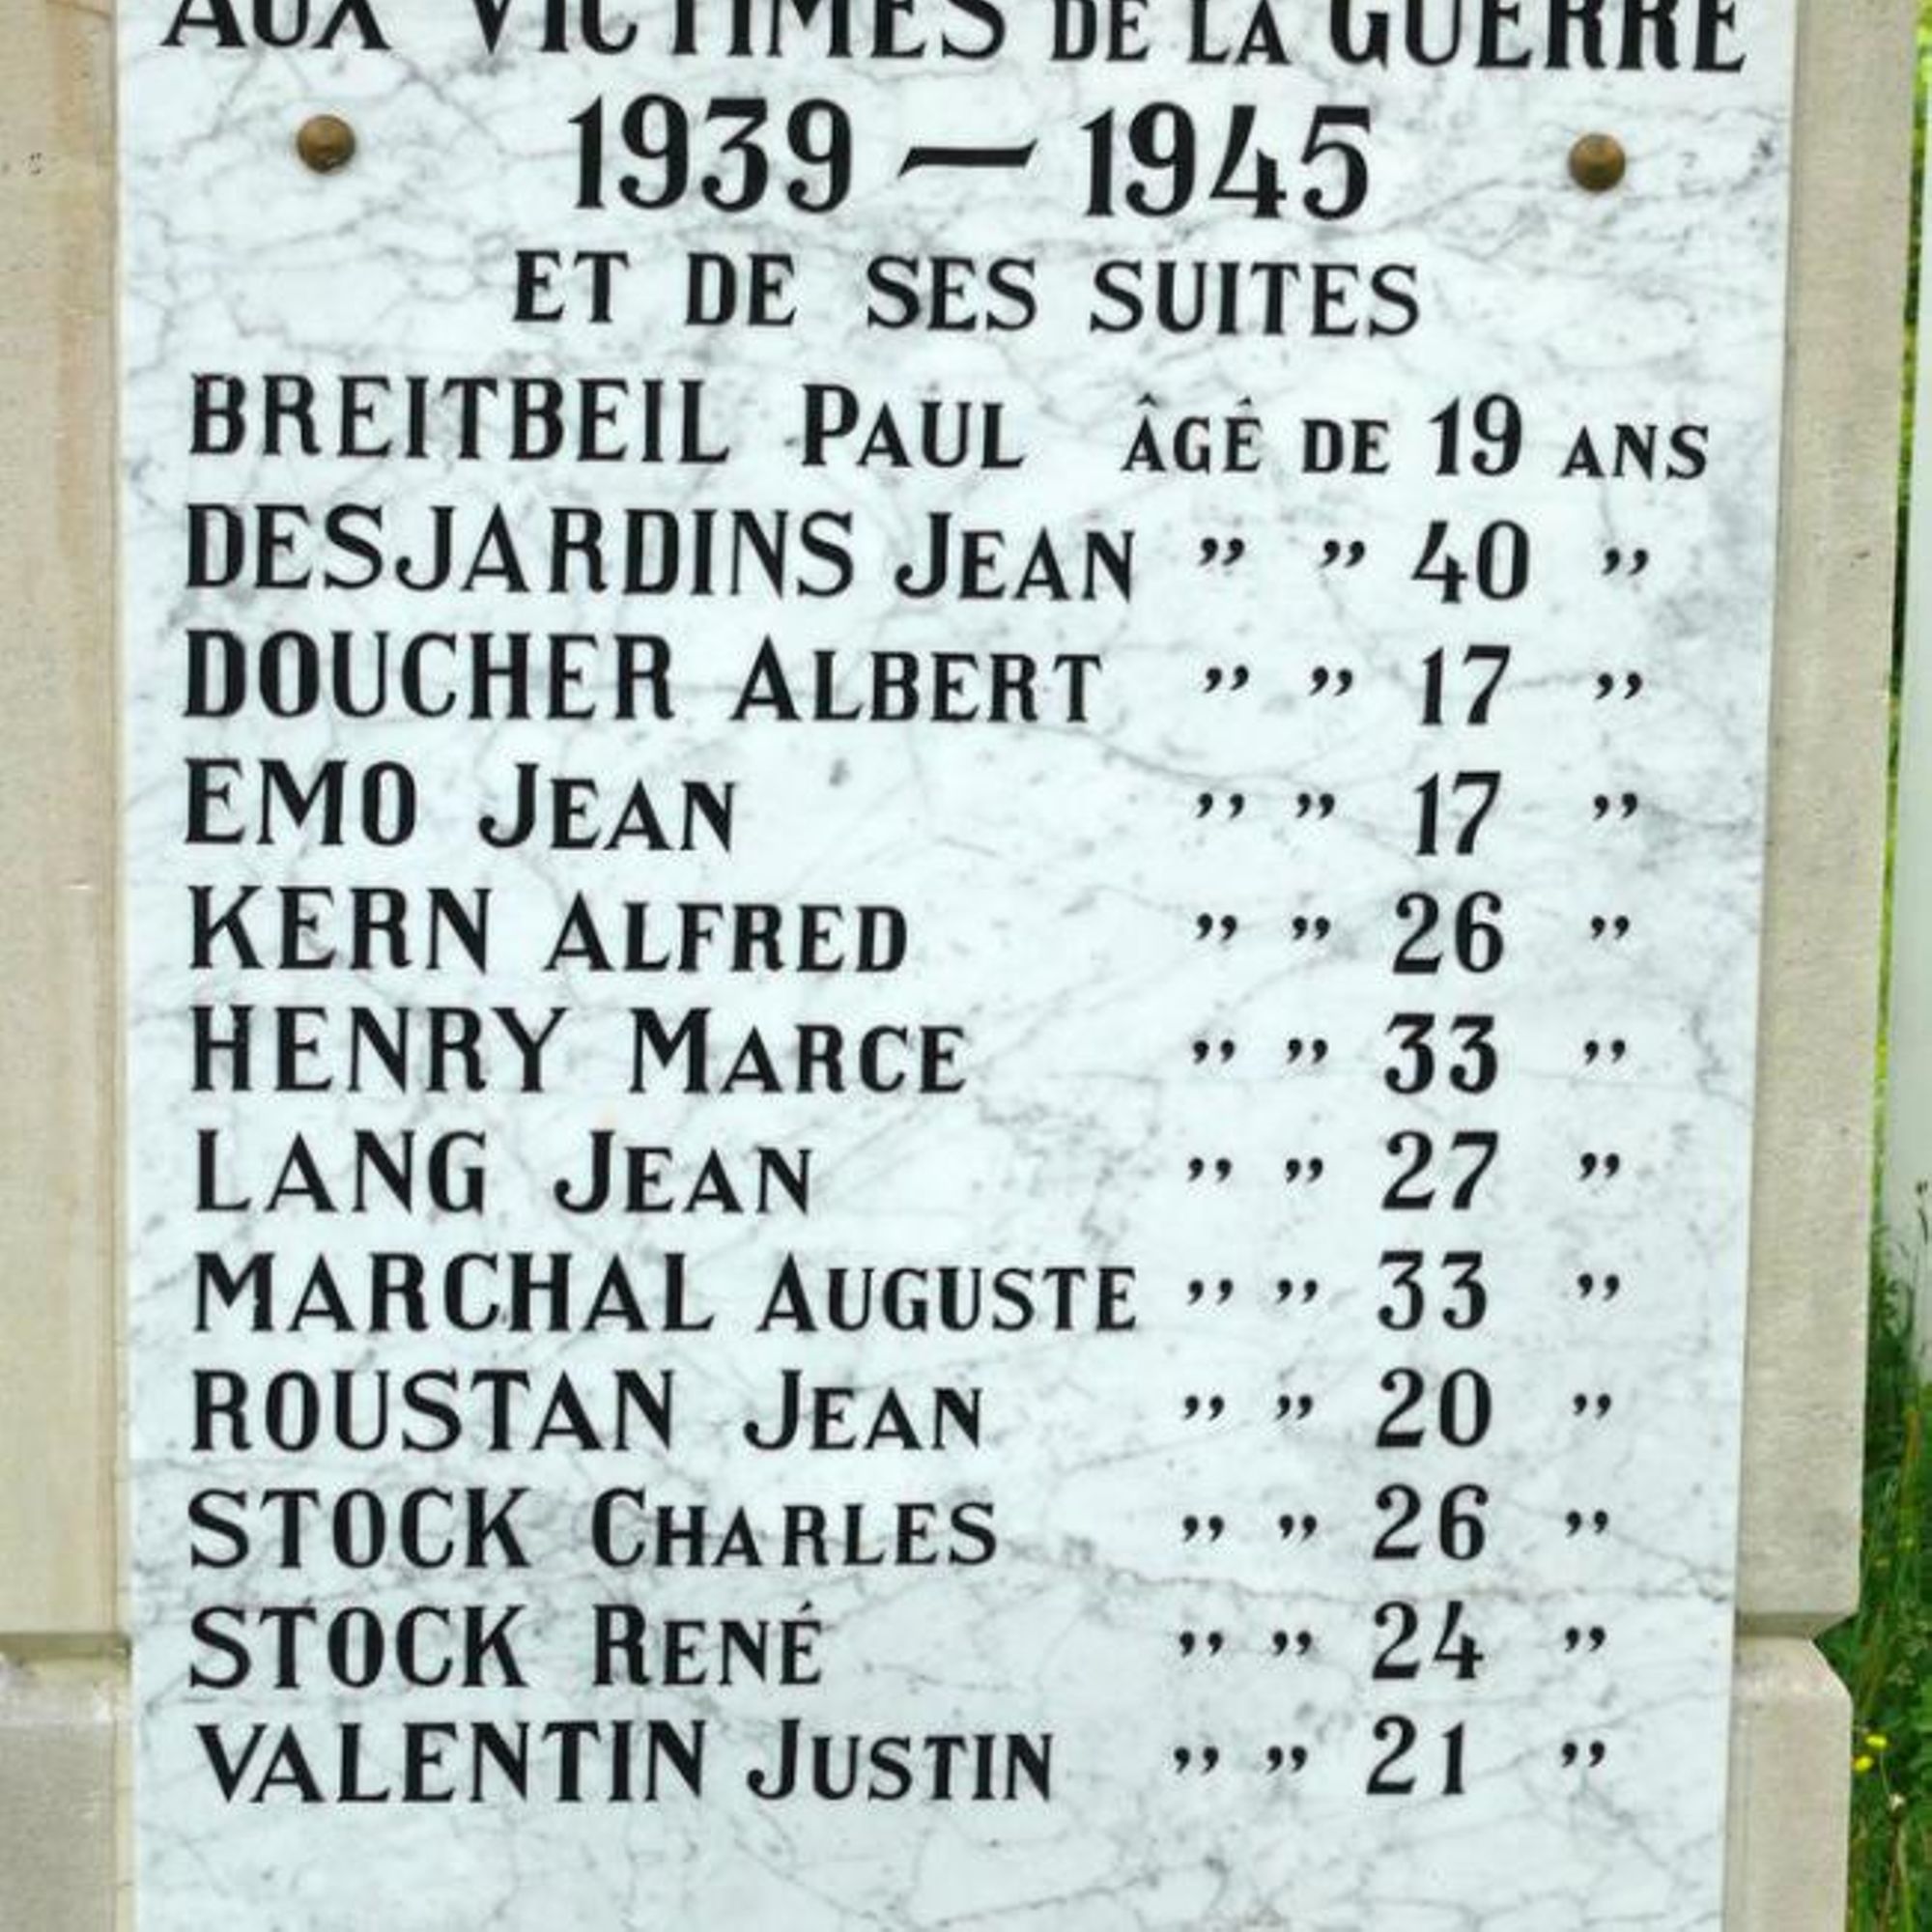 AUX VICTIMES DE LA GUERRE
1939 — 1945
ET DE SES SUITES
BREITBEIL PAUL ÂGÉ DE 19 ANS
DESJARDINS JEAN ” ” 40 ”
DOUCHER ALBERT ” ” 17 ”
EMO JEAN ” ” 17 ”
KERN ALFRED ” ” 26 ”
HENRY MARCE ” ” 33 ”
LANG JEAN ” ” 27 ”
MARCHAL AUGUSTE ” ” 33 ”
ROUSTAN JEAN ” ” 20 ”
STOCK CHARLES ” ” 26 ”
STOCK RENÉ ” ” 24 ”
VALENTIN JUSTIN ” ” 21 ”